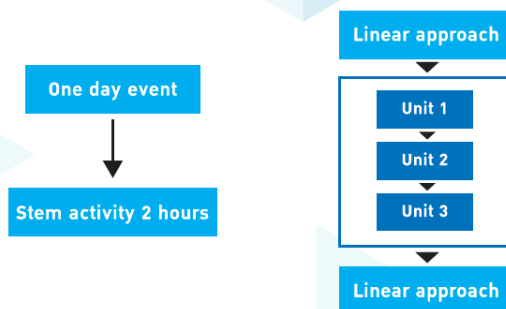 One day event
Stem activity 2 hours
Linear approach
Unit 1
Unit 2
Unit 3
Linear approach